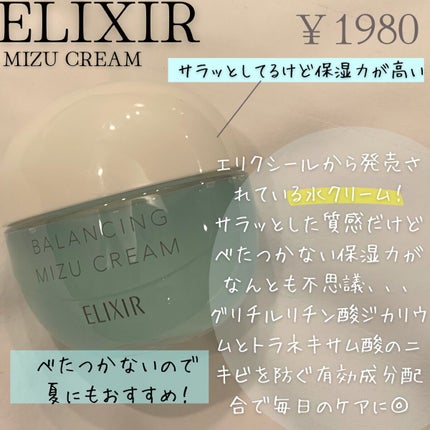 ELIXIR
MIZU CREAM
￥1980
サラッとしてるけど保湿力が高い
エリクシールから発売さ
れている水クリーム！
サラッとした質感だけど
べたつかない保湿力が
なんとも不思議、、、
グリチルリチン酸ジカリウ
ムとトラネキサム酸のニ
キビを防ぐ有効成分配
合で毎日のケアに◎
BALANCING
MIZU CREAM
ELIXIR
べたつかないので
夏にもおすすめ！